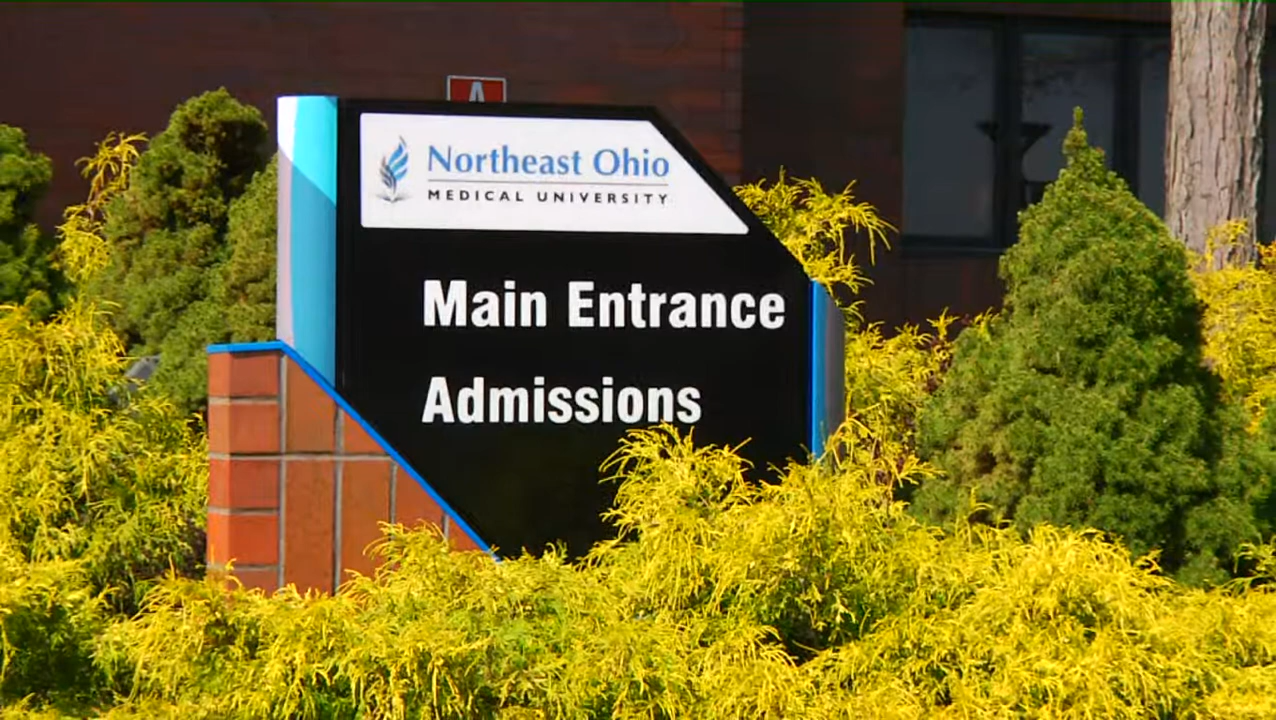 A
Northeast Ohio
MEDICAL UNIVERSITY
Main Entrance
Admissions